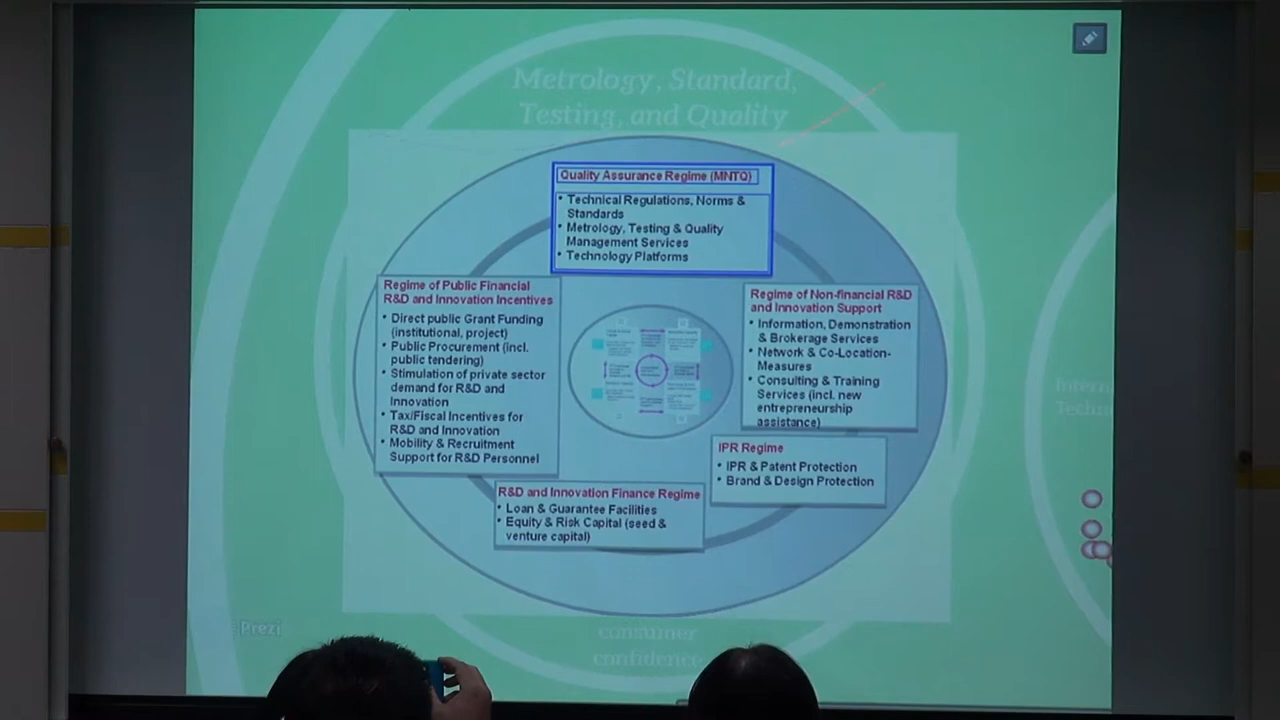 Metrology, Standard,
Testing, and Quality
Quality Assurance Regime (MNTQ)
• Technical Regulations, Norms &
Standards
• Metrology, Testing & Quality
Management Services
• Technology Platforms
Regime of Public Financial
R&D and Innovation Incentives
• Direct public Grant Funding
(institutional, project)
• Public Procurement (incl.
public tendering)
• Stimulation of private sector
demand for R&D and
Innovation
• Tax/Fiscal Incentives for
R&D and Innovation
• Mobility & Recruitment
Support for R&D Personnel
Regime of Non-financial R&D
and Innovation Support
• Information, Demonstration
& Brokerage Services
• Network & Co-Location-
Measures
• Consulting & Training
Services (incl. new
entrepreneurship
assistance)
IPR Regime
• IPR & Patent Protection
• Brand & Design Protection
R&D and Innovation Finance Regime
• Loan & Guarantee Facilities
• Equity & Risk Capital (seed &
venture capital)
Prezi
consumer
confidence